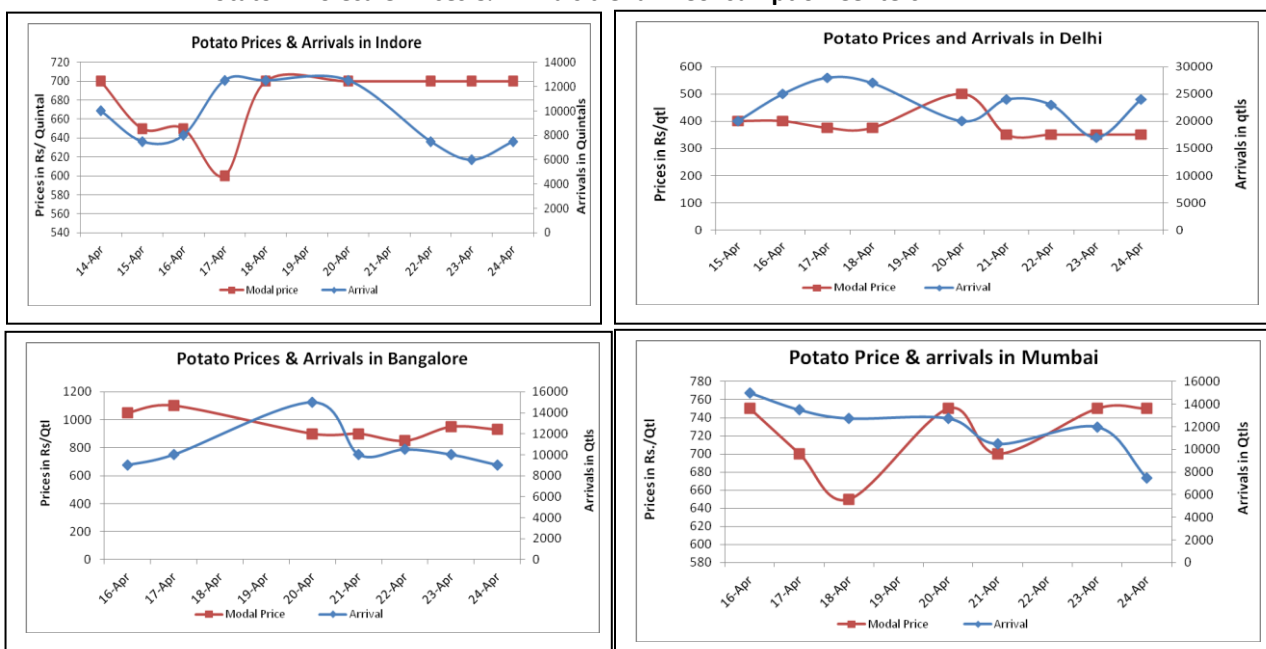 Potato Prices & Arrivals in Indore
Prices in Rs/ Quintal
720
700
680
660
640
620
600
580
560
540
14000
12000
10000
8000
6000
4000
2000
0
Arrivals in Quintals
14-Apr
15-Apr
16-Apr
17-Apr
18-Apr
19-Apr
20-Apr
21-Apr
22-Apr
23-Apr
24-Apr
Modal price
Arrival
Potato Prices and Arrivals in Delhi
Prices in Rs/qtl
600
500
400
300
200
100
0
30000
25000
20000
15000
10000
5000
0
Arrivals in qtls
15-Apr
16-Apr
17-Apr
18-Apr
19-Apr
20-Apr
21-Apr
22-Apr
23-Apr
24-Apr
Modal Price
Arrival
Potato Prices & Arrivals in Bangalore
Prices in Rs/Qtl
1200
1000
800
600
400
200
0
16000
14000
12000
10000
8000
6000
4000
2000
0
Arrivals in Qtls
16-Apr
17-Apr
18-Apr
19-Apr
20-Apr
21-Apr
22-Apr
23-Apr
24-Apr
Modal Price
Arrival
Potato Price & arrivals in Mumbai
Prices in Rs./Qtl
780
760
740
720
700
680
660
640
620
600
580
16000
14000
12000
10000
8000
6000
4000
2000
0
Arrivals in Qtls
16-Apr
17-Apr
18-Apr
19-Apr
20-Apr
21-Apr
22-Apr
23-Apr
24-Apr
Modal Price
Arrival